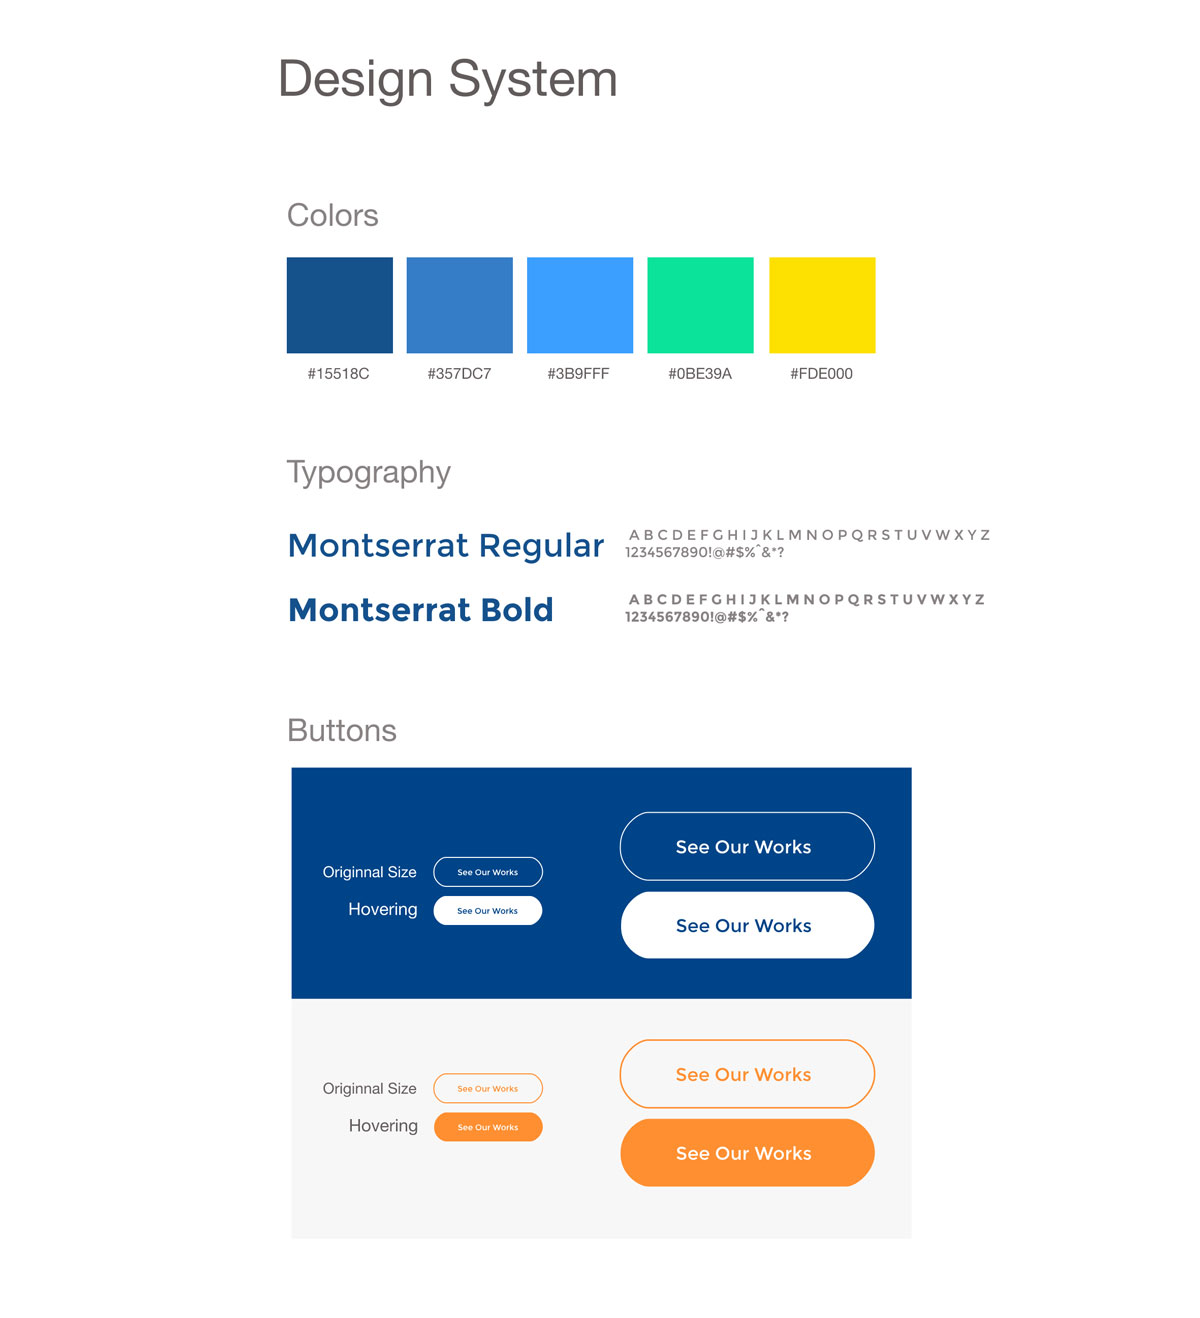 Design System
Colors
#15518C
#357DC7
#3B9FFF
#0BE39A
#FDE000
Typography
Montserrat Regular
A B C D E F G H I J K L M N O P Q R S T U V W X Y Z
1234567890!@#$%^&*?
Montserrat Bold
A B C D E F G H I J K L M N O P Q R S T U V W X Y Z
1234567890!@#$%^&*?
Buttons
Originnal Size
See Our Works
Hovering
See Our Works
See Our Works
See Our Works
Originnal Size
See Our Works
Hovering
See Our Works
See Our Works
See Our Works